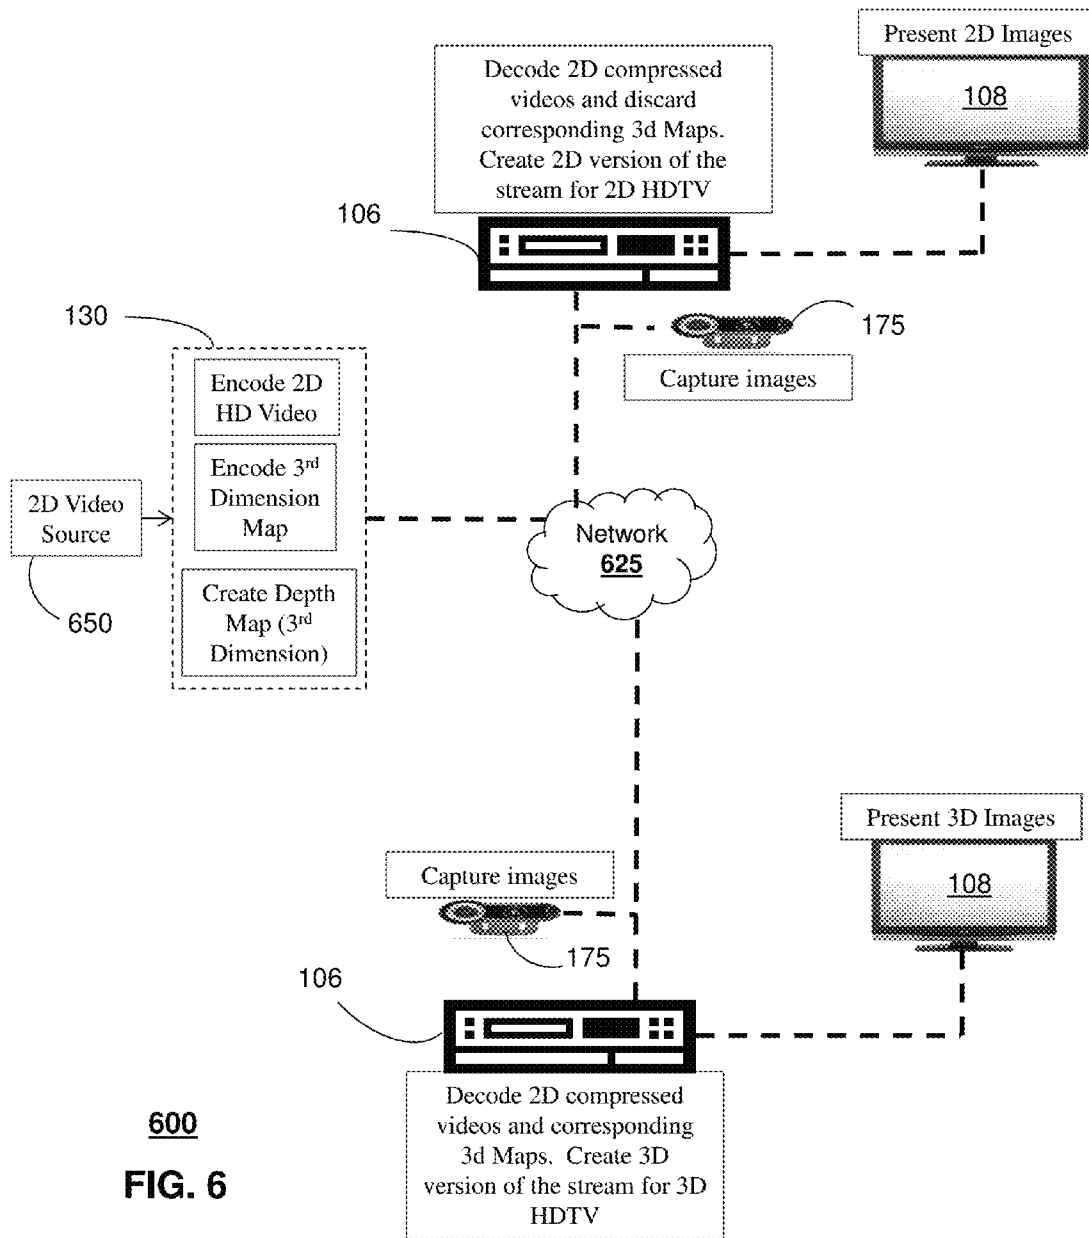 Present 2D Images
108
Decode 2D compressed
videos and discard
corresponding 3d Maps.
Create 2D version of the
stream for 2D HDTV
106
175
Capture images
130
Encode 2D
HD Video
Encode 3rd
Dimension
Map
Create Depth
Map (3rd
Dimension)
2D Video
Source
650
Network
625
Present 3D Images
108
Capture images
175
106
Decode 2D compressed
videos and corresponding
3d Maps. Create 3D
version of the stream for 3D
HDTV
600
FIG. 6